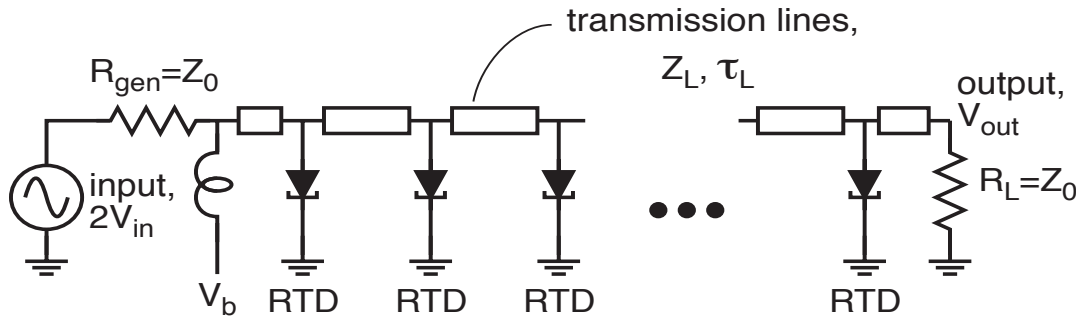 transmission lines,
Z_L, τ_L
R_gen=Z_0
output,
V_out
input,
2V_in
R_L=Z_0
V_b
RTD
RTD
RTD
RTD